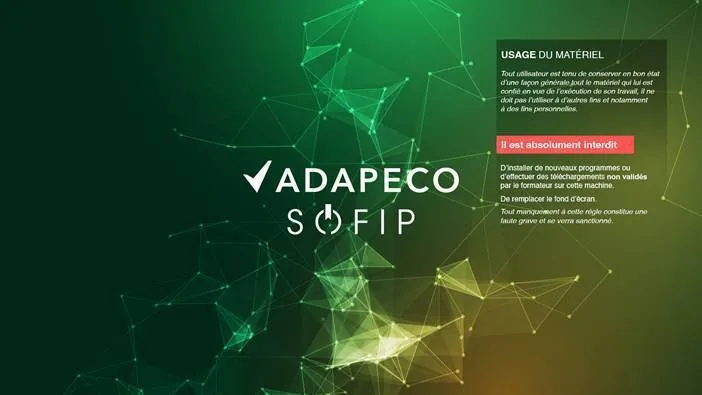 ADAPECO
SOFIP
USAGE DU MATÉRIEL
Tout utilisateur est tenu de conserver en bon état
d'une façon générale,tout le matériel qui lui est
confié en vue de l'exécution de son travail, il ne
doit pas l'utiliser à d'autres fins et notamment
à des fins personnelles.
Il est absolument interdit
D'installer de nouveaux programmes ou
d'effectuer des téléchargements non validés
par le formateur sur cette machine.
De remplacer le fond d'écran.
Tout manquement à cette règle constitue une
faute grave et se verra sanctionné.